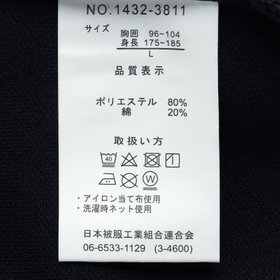 NO.1432-3811
サイズ
胸囲 96~104
身長 175~185
L
品質表示
ポリエステル 80%
綿 20%
取扱い方
40
・アイロン当て布使用
・洗濯時ネット使用
日本被服工業組合連合会
06-6533-1129 (3-4600)